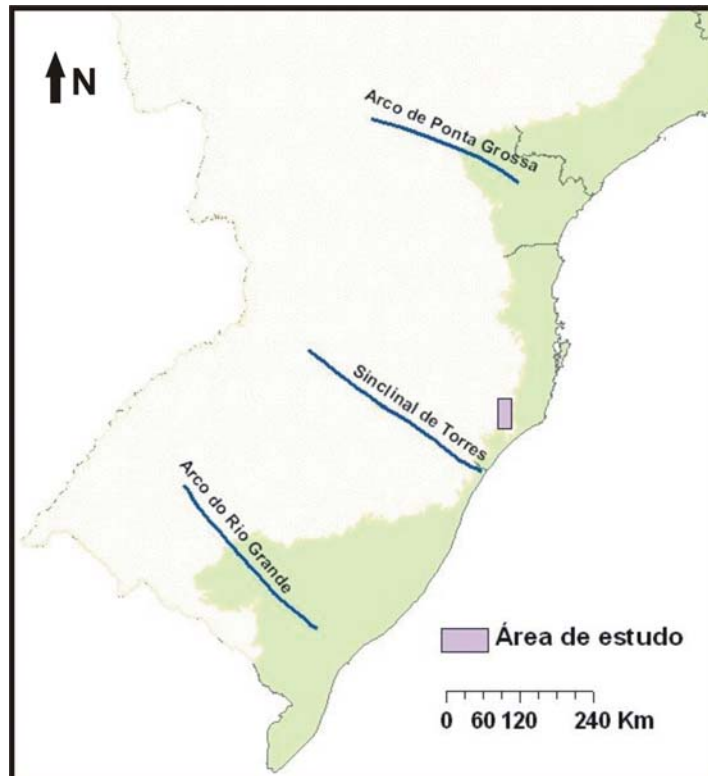 N
Arco de Ponta Grossa
Sinclinal de Torres
Arco do Rio Grande
Área de estudo
0 60 120 240 Km